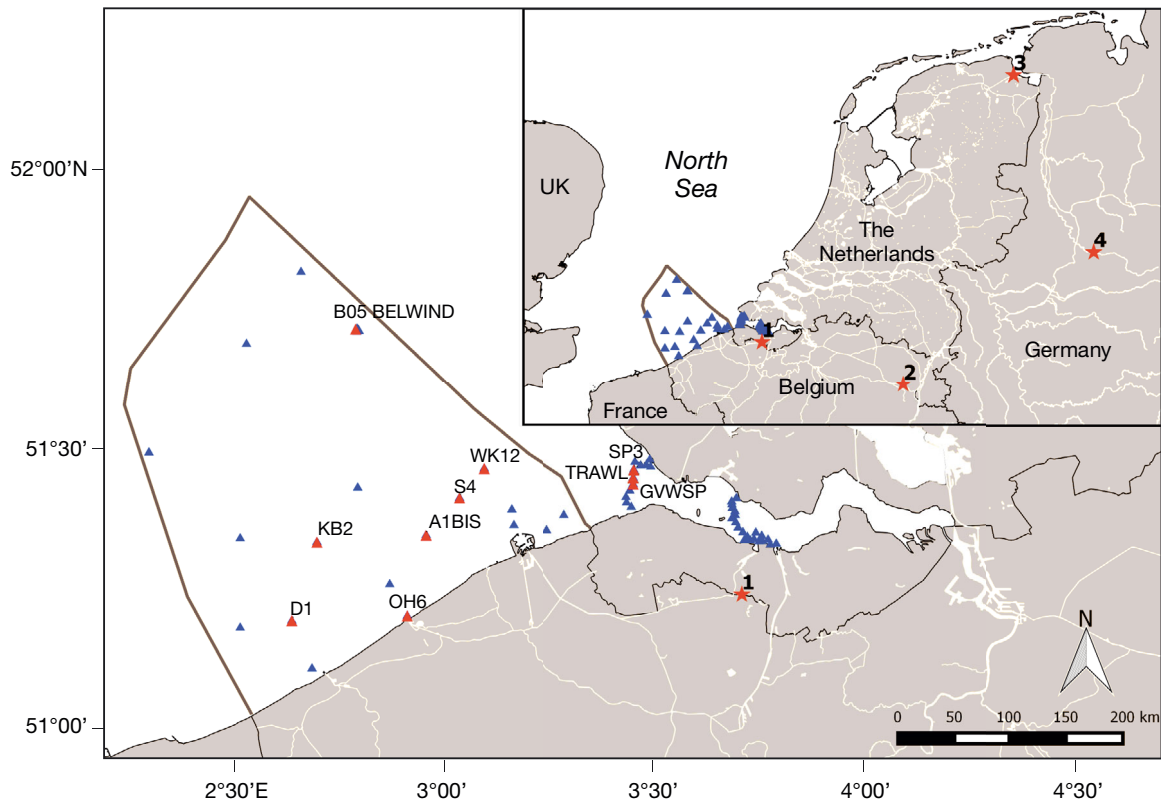 52°00’N
51°30’
51°00’
2°30’E
3°00’
3°30’
4°00’
4°30’
North
Sea
UK
The
Netherlands
Germany
Belgium
France
1
2
3
4
B05 BELWIND
WK12
S4
A1BIS
KB2
D1
OH6
SP3
TRAWL
GVWSP
1
N
0 50 100 150 200 km